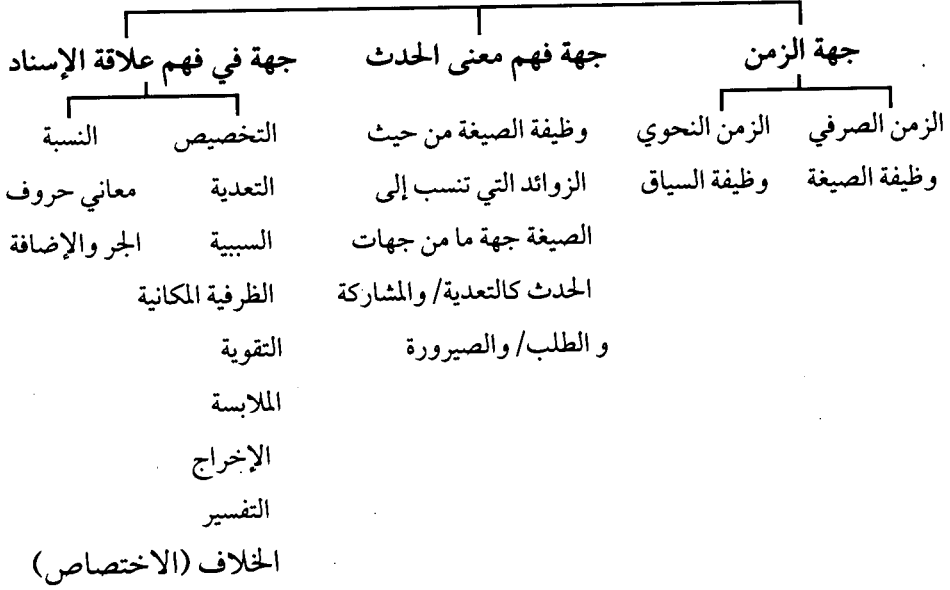 جهة الزمن
الزمن الصرفي
وظيفة الصيغة
الزمن النحوي
وظيفة السياق
جهة فهم معنى الحدث
وظيفة الصيغة من حيث
الزوائد التي تنسب إلى
الصيغة جهة ما من جهات
الحدث كالتعدية/ والمشاركة
و الطلب/ والصيرورة
جهة في فهم علاقة الإسناد
التخصيص
التعدية
السببية
الظرفية المكانية
التقوية
الملابسة
الإخراج
التفسير
الخلاف (الاختصاص)
النسبة
معاني حروف
الجر والإضافة